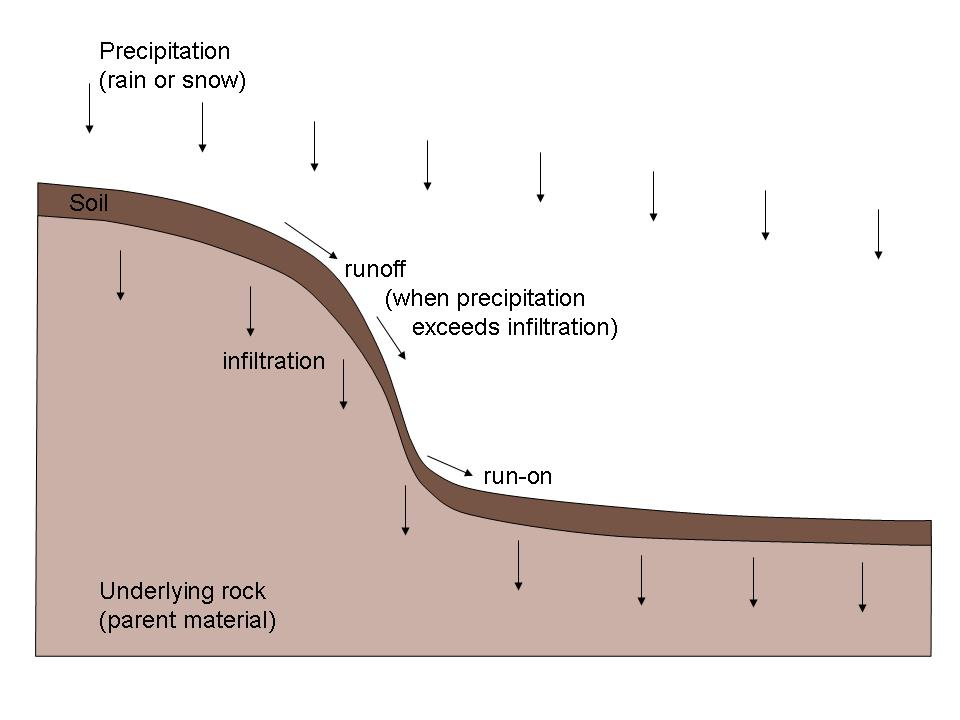 Precipitation
(rain or snow)
Soil
runoff
(when precipitation
exceeds infiltration)
infiltration
run-on
Underlying rock
(parent material)